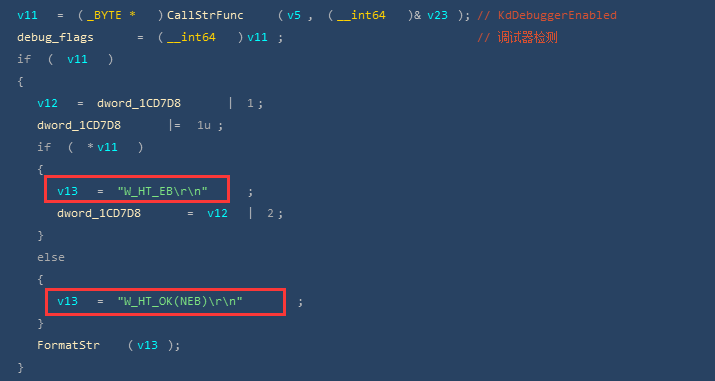 v11 = (_BYTE *)CallStrFunc(v5, (__int64)&v23); // KdDebuggerEnabled
debug_flags = (__int64)v11; // 调试器检测
if ( v11 )
{
v12 = dword_1CD7D8 | 1;
dword_1CD7D8 |= 1u;
if ( *v11 )
{
v13 = "W_HT_EB\r\n";
dword_1CD7D8 = v12 | 2;
}
else
{
v13 = "W_HT_OK(NEB)\r\n";
}
FormatStr(v13);
}